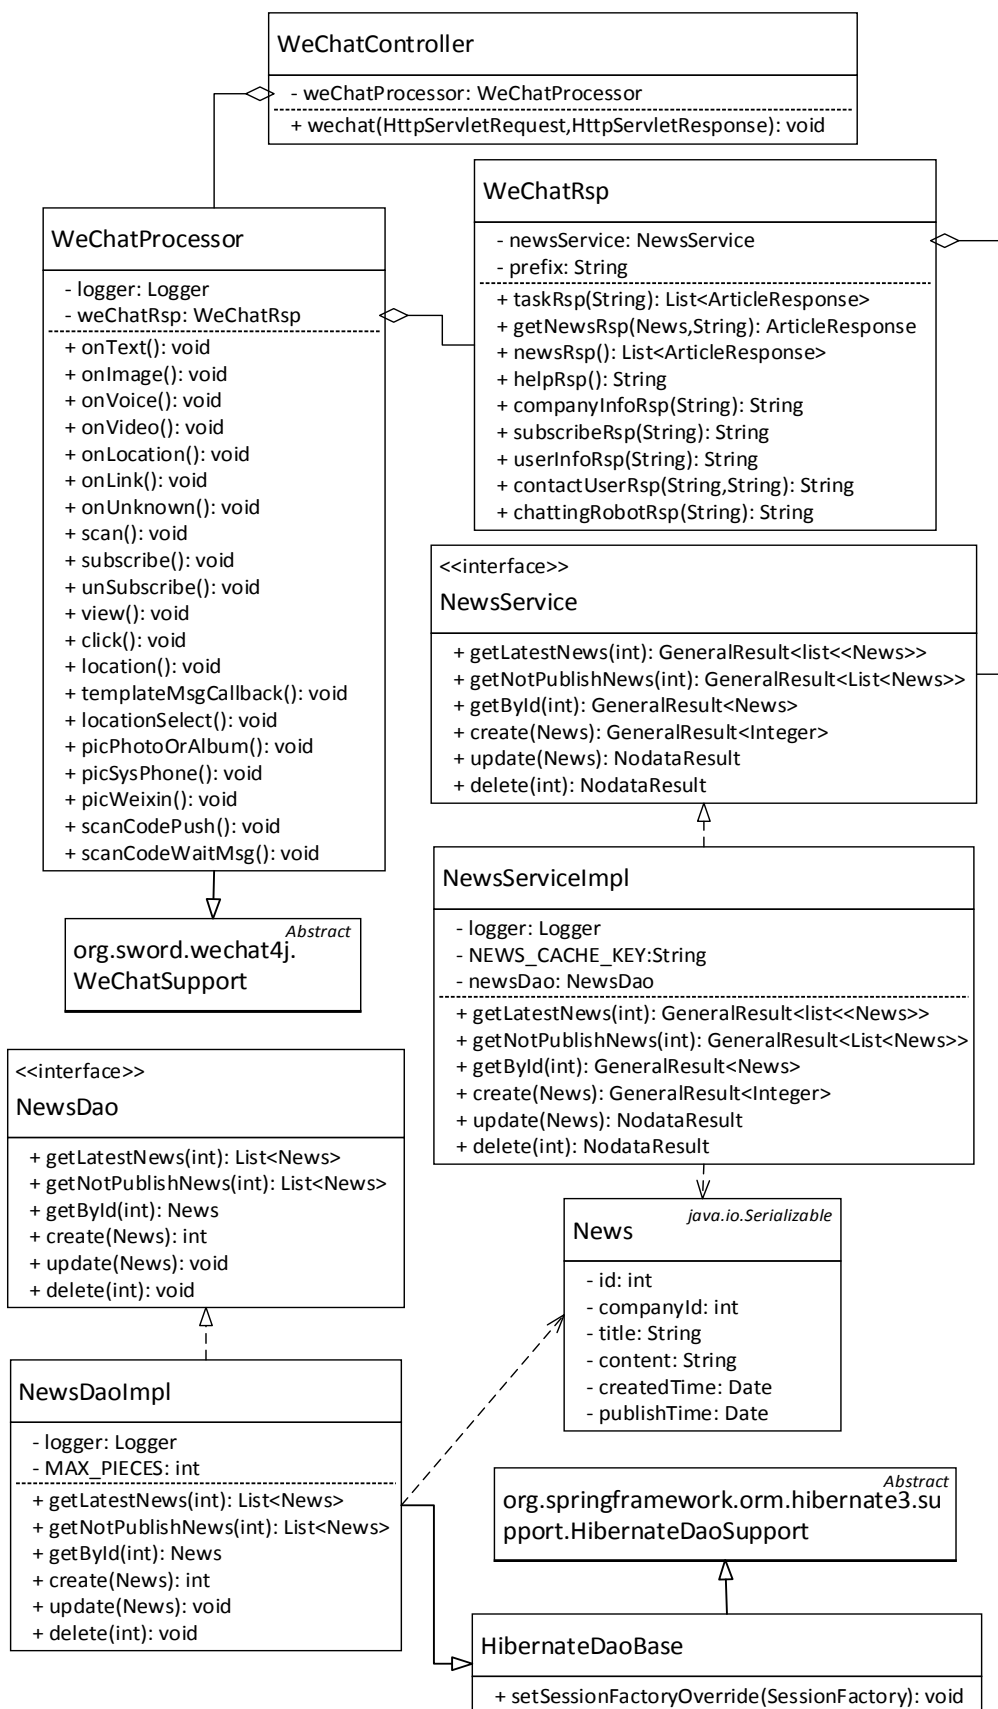 WeChatController
- weChatProcessor: WeChatProcessor
+ wechat(HttpServletRequest,HttpServletResponse): void
WeChatRsp
- newsService: NewsService
- prefix: String
+ taskRsp(String): List<ArticleResponse>
+ getNewsRsp(News,String): ArticleResponse
+ newsRsp(): List<ArticleResponse>
+ helpRsp(): String
+ companyInfoRsp(String): String
+ subscribeRsp(String): String
+ userInfoRsp(String): String
+ contactUserRsp(String,String): String
+ chattingRobotRsp(String): String
WeChatProcessor
- logger: Logger
- weChatRsp: WeChatRsp
+ onText(): void
+ onImage(): void
+ onVoice(): void
+ onVideo(): void
+ onLocation(): void
+ onLink(): void
+ onUnknown(): void
+ scan(): void
+ subscribe(): void
+ unSubscribe(): void
+ view(): void
+ click(): void
+ location(): void
+ templateMsgCallback(): void
+ locationSelect(): void
+ picPhotoOrAlbum(): void
+ picSysPhone(): void
+ picWeixin(): void
+ scanCodePush(): void
+ scanCodeWaitMsg(): void
<<interface>>
NewsService
+ getLatestNews(int): GeneralResult<list<<News>>
+ getNotPublishNews(int): GeneralResult<List<News>>
+ getById(int): GeneralResult<News>
+ create(News): GeneralResult<Integer>
+ update(News): NodataResult
+ delete(int): NodataResult
Abstract
org.sword.wechat4j.
WeChatSupport
NewsServiceImpl
- logger: Logger
- NEWS_CACHE_KEY:String
- newsDao: NewsDao
+ getLatestNews(int): GeneralResult<list<<News>>
+ getNotPublishNews(int): GeneralResult<List<News>>
+ getById(int): GeneralResult<News>
+ create(News): GeneralResult<Integer>
+ update(News): NodataResult
+ delete(int): NodataResult
<<interface>>
NewsDao
+ getLatestNews(int): List<News>
+ getNotPublishNews(int): List<News>
+ getById(int): News
+ create(News): int
+ update(News): void
+ delete(int): void
java.io.Serializable
News
- id: int
- companyId: int
- title: String
- content: String
- createdTime: Date
- publishTime: Date
NewsDaoImpl
- logger: Logger
- MAX_PIECES: int
+ getLatestNews(int): List<News>
+ getNotPublishNews(int): List<News>
+ getById(int): News
+ create(News): int
+ update(News): void
+ delete(int): void
Abstract
org.springframework.orm.hibernate3.su
pport.HibernateDaoSupport
HibernateDaoBase
+ setSessionFactoryOverride(SessionFactory): void